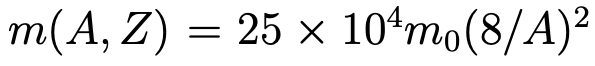 m(A, Z) = 25 × 10⁴m₀(8/A)²